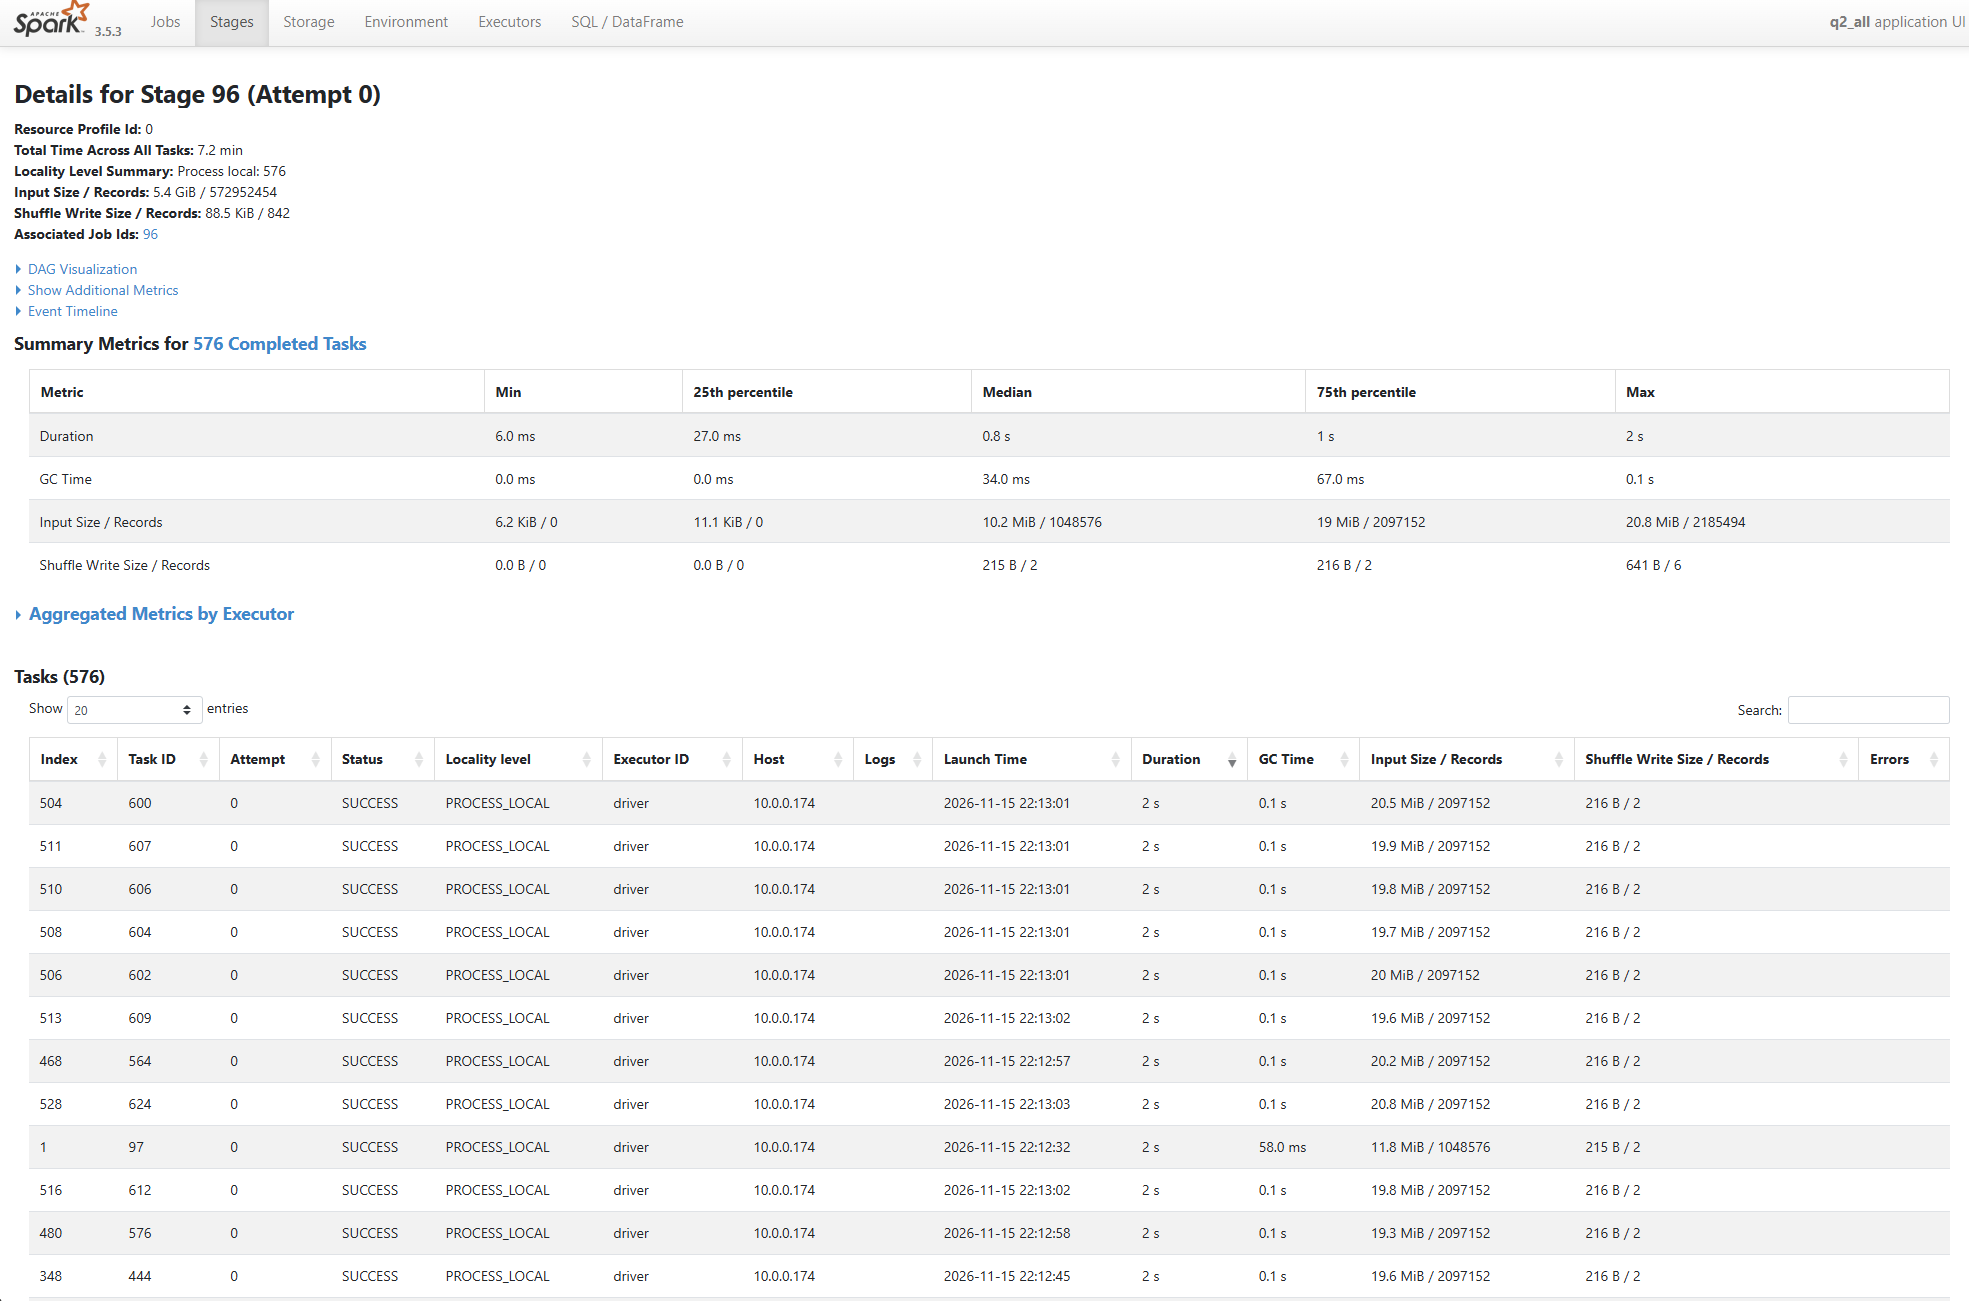 APACHE
Spark 3.5.3 Jobs Stages Storage Environment Executors SQL / DataFrame q2_all application UI
Details for Stage 96 (Attempt 0)
Resource Profile Id: 0
Total Time Across All Tasks: 7.2 min
Locality Level Summary: Process local: 576
Input Size / Records: 5.4 GiB / 572952454
Shuffle Write Size / Records: 88.5 KiB / 842
Associated Job Ids: 96
DAG Visualization
Show Additional Metrics
Event Timeline
Summary Metrics for 576 Completed Tasks
Metric Min 25th percentile Median 75th percentile Max
Duration 6.0 ms 27.0 ms 0.8 s 1 s 2 s
GC Time 0.0 ms 0.0 ms 34.0 ms 67.0 ms 0.1 s
Input Size / Records 6.2 KiB / 0 11.1 KiB / 0 10.2 MiB / 1048576 19 MiB / 2097152 20.8 MiB / 2185494
Shuffle Write Size / Records 0.0 B / 0 0.0 B / 0 215 B / 2 216 B / 2 641 B / 6
Aggregated Metrics by Executor
Tasks (576)
Show 20 entries Search:
Index Task ID Attempt Status Locality level Executor ID Host Logs Launch Time Duration GC Time Input Size / Records Shuffle Write Size / Records Errors
504 600 0 SUCCESS PROCESS_LOCAL driver 10.0.0.174 2026-11-15 22:13:01 2 s 0.1 s 20.5 MiB / 2097152 216 B / 2
511 607 0 SUCCESS PROCESS_LOCAL driver 10.0.0.174 2026-11-15 22:13:01 2 s 0.1 s 19.9 MiB / 2097152 216 B / 2
510 606 0 SUCCESS PROCESS_LOCAL driver 10.0.0.174 2026-11-15 22:13:01 2 s 0.1 s 19.8 MiB / 2097152 216 B / 2
508 604 0 SUCCESS PROCESS_LOCAL driver 10.0.0.174 2026-11-15 22:13:01 2 s 0.1 s 19.7 MiB / 2097152 216 B / 2
506 602 0 SUCCESS PROCESS_LOCAL driver 10.0.0.174 2026-11-15 22:13:01 2 s 0.1 s 20 MiB / 2097152 216 B / 2
513 609 0 SUCCESS PROCESS_LOCAL driver 10.0.0.174 2026-11-15 22:13:02 2 s 0.1 s 19.6 MiB / 2097152 216 B / 2
468 564 0 SUCCESS PROCESS_LOCAL driver 10.0.0.174 2026-11-15 22:12:57 2 s 0.1 s 20.2 MiB / 2097152 216 B / 2
528 624 0 SUCCESS PROCESS_LOCAL driver 10.0.0.174 2026-11-15 22:13:03 2 s 0.1 s 20.8 MiB / 2097152 216 B / 2
1 97 0 SUCCESS PROCESS_LOCAL driver 10.0.0.174 2026-11-15 22:12:32 2 s 58.0 ms 11.8 MiB / 1048576 215 B / 2
516 612 0 SUCCESS PROCESS_LOCAL driver 10.0.0.174 2026-11-15 22:13:02 2 s 0.1 s 19.8 MiB / 2097152 216 B / 2
480 576 0 SUCCESS PROCESS_LOCAL driver 10.0.0.174 2026-11-15 22:12:58 2 s 0.1 s 19.3 MiB / 2097152 216 B / 2
348 444 0 SUCCESS PROCESS_LOCAL driver 10.0.0.174 2026-11-15 22:12:45 2 s 0.1 s 19.6 MiB / 2097152 216 B / 2